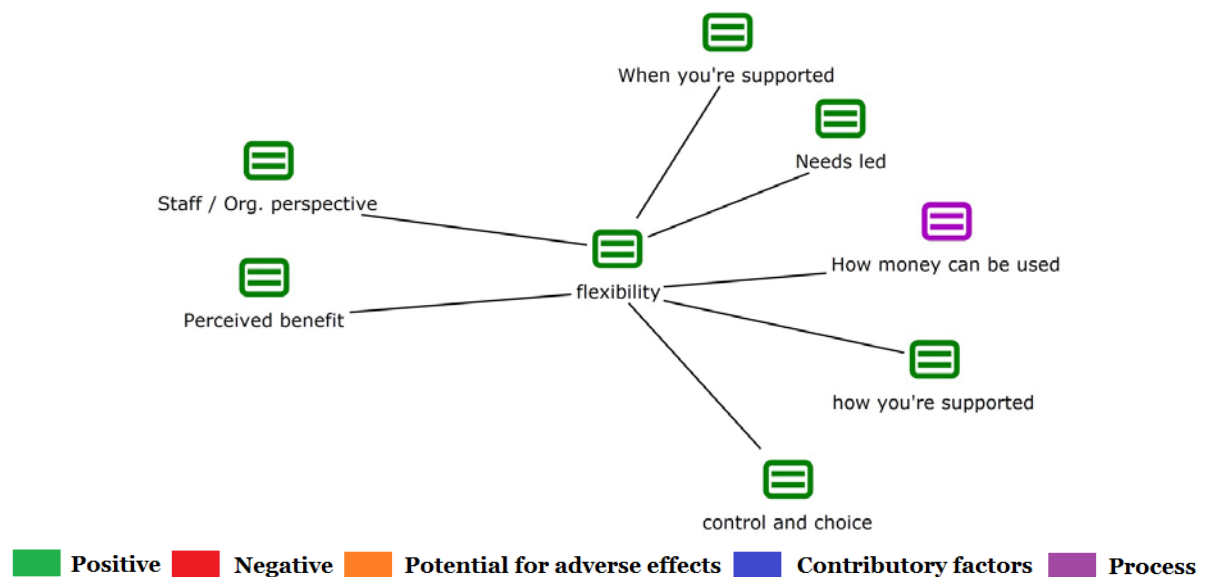 When you're supported
Needs led
Staff / Org. perspective
How money can be used
flexibility
Perceived benefit
how you're supported
control and choice
Positive Negative Potential for adverse effects Contributory factors Process